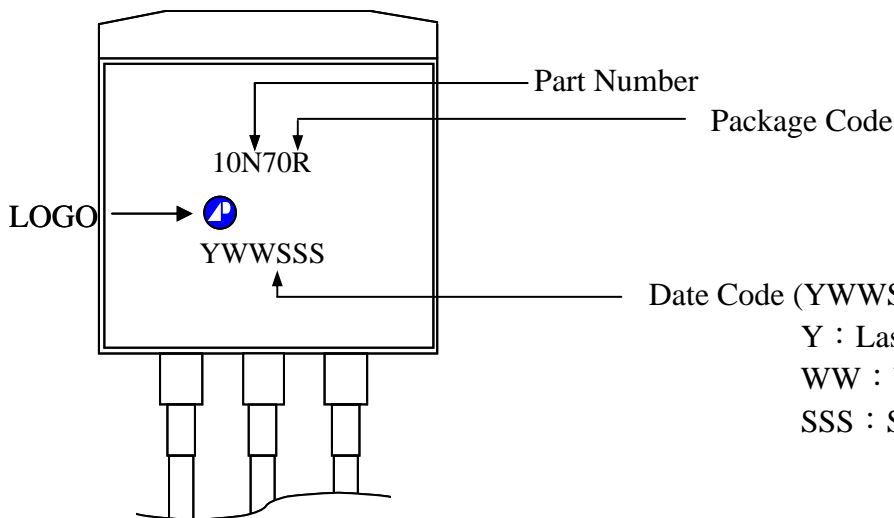 Part Number
Package Code
10N70R
LOGO
YWWSSS
Date Code (YWWS
Y：Las
WW：
SSS：S